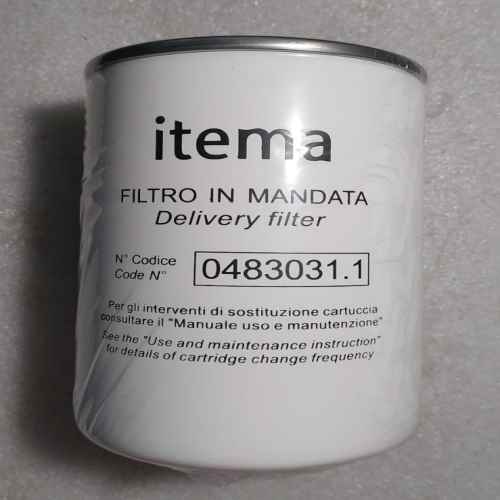 itema
FILTRO IN MANDATA
Delivery filter
N° Codice
Code N°
0483031.1
Per gli interventi di sostituzione cartuccia
consultare il "Manuale uso e manutenzione"
See the "Use and maintenance instruction"
for details of cartridge change frequency